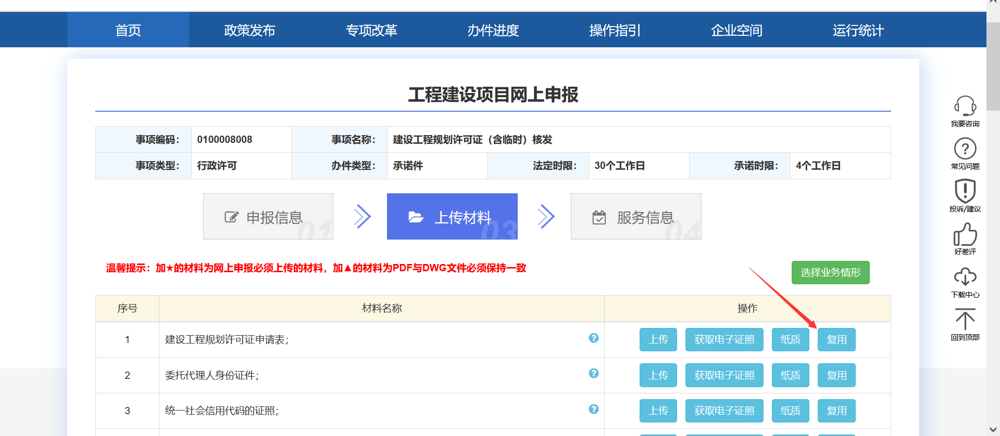 首页 政策发布 专项改革 办件进度 操作指引 企业空间 运行统计
工程建设项目网上申报
事项编码： 0100008008 事项名称： 建设工程规划许可证（含临时）核发
事项类型： 行政许可 办件类型： 承诺件 法定时限： 30个工作日 承诺时限： 4个工作日
申报信息 01 上传材料 03 服务信息 04
温馨提示：加★的材料为网上申报必须上传的材料，加▲的材料为PDF与DWG文件必须保持一致
选择业务情形
序号 材料名称 操作
1 建设工程规划许可证申请表； ? 上传 获取电子证照 纸质 复用
2 委托代理人身份证件； ? 上传 获取电子证照 纸质 复用
3 统一社会信用代码的证照； ? 上传 获取电子证照 纸质 复用
我要咨询
?
常见问题
投诉/建议
好差评
下载中心
回到顶部